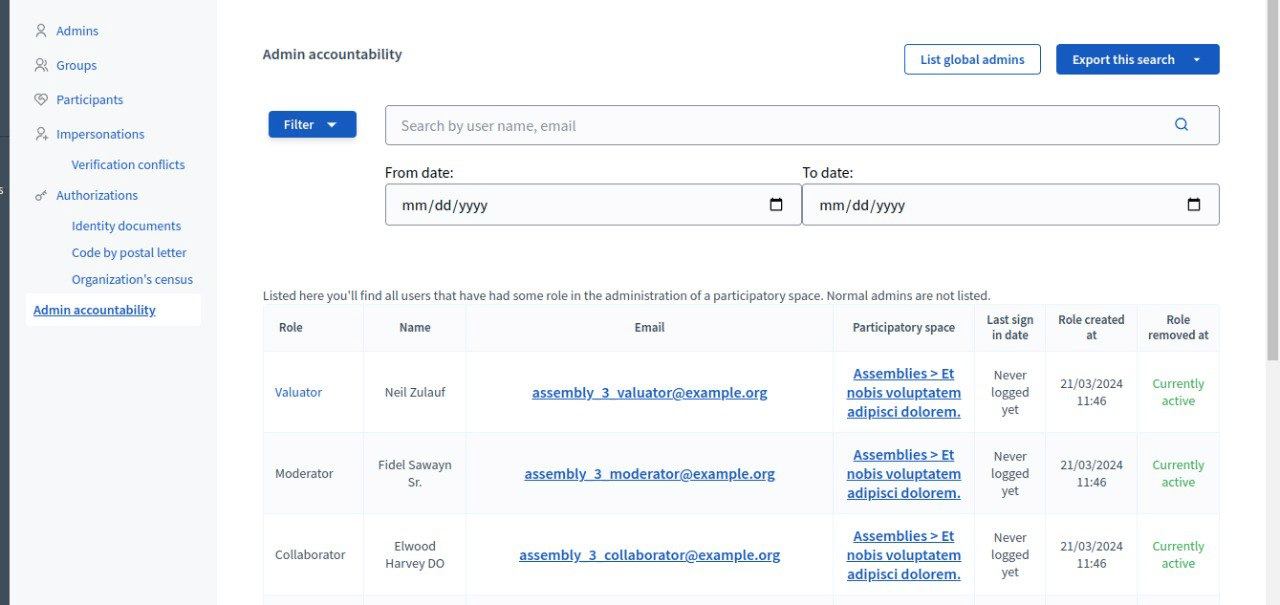 Admins
Groups
Participants
Impersonations
Verification conflicts
Authorizations
Identity documents
Code by postal letter
Organization's census
Admin accountability
s
Admin accountability
List global admins
Export this search
Filter
Search by user name, email
From date:
To date:
mm/dd/yyyy
mm/dd/yyyy
Listed here you'll find all users that have had some role in the administration of a participatory space. Normal admins are not listed.
Role
Name
Email
Participatory space
Last sign
in date
Role created
at
Role
removed at
Valuator
Neil Zulauf
assembly_3_valuator@example.org
Assemblies > Et
nobis voluptatem
adipisci dolorem.
Never
logged
yet
21/03/2024
11:46
Currently
active
Moderator
Fidel Sawayn
Sr.
assembly_3_moderator@example.org
Assemblies > Et
nobis voluptatem
adipisci dolorem.
Never
logged
yet
21/03/2024
11:46
Currently
active
Collaborator
Elwood
Harvey DO
assembly_3_collaborator@example.org
Assemblies > Et
nobis voluptatem
adipisci dolorem.
Never
logged
yet
21/03/2024
11:46
Currently
active